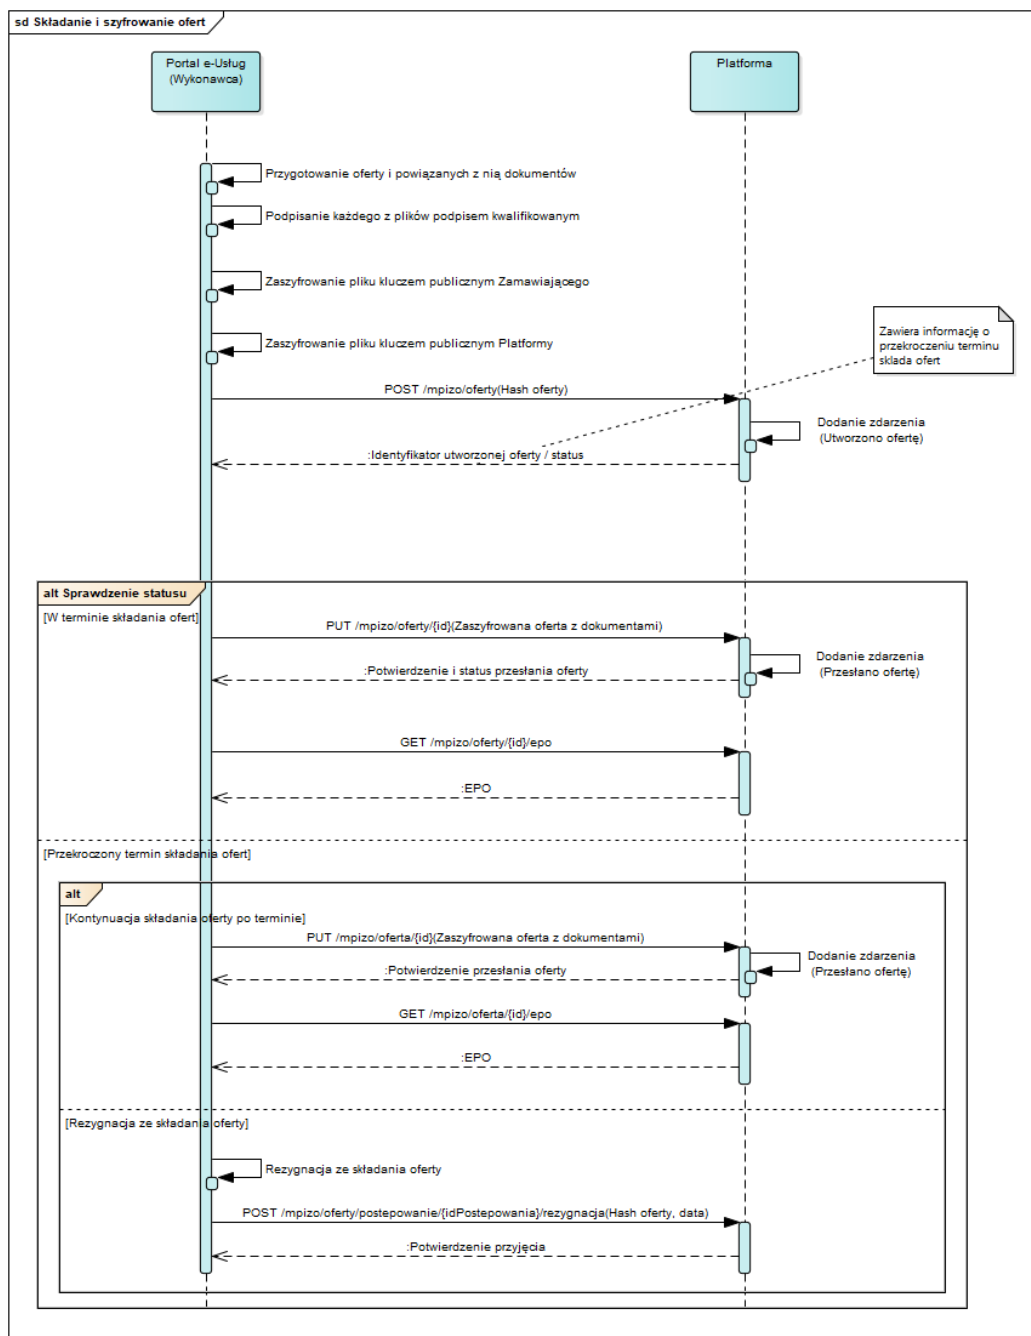 sd Składanie i szyfrowanie ofert
Portal e-Usług
(Wykonawca)
Platforma
Przygotowanie oferty i powiązanych z nią dokumentów
Podpisanie każdego z plików podpisem kwalifikowanym
Zaszyfrowanie pliku kluczem publicznym Zamawiającego
Zaszyfrowanie pliku kluczem publicznym Platformy
Zawiera informację o
przekroczeniu terminu
sklada ofert
POST /mpizo/oferty(Hash oferty)
Dodanie zdarzenia
(Utworzono ofertę)
:Identyfikator utworzonej oferty / status
alt Sprawdzenie statusu
[W terminie składania ofert]
PUT /mpizo/oferty/{id}(Zaszyfrowana oferta z dokumentami)
Dodanie zdarzenia
(Przesłano ofertę)
:Potwierdzenie i status przesłania oferty
GET /mpizo/oferty/{id}/epo
:EPO
[Przekroczony termin składania ofert]
alt
[Kontynuacja składania oferty po terminie]
PUT /mpizo/oferta/{id}(Zaszyfrowana oferta z dokumentami)
Dodanie zdarzenia
(Przesłano ofertę)
:Potwierdzenie przesłania oferty
GET /mpizo/oferta/{id}/epo
:EPO
[Rezygnacja ze składania oferty]
Rezygnacja ze składania oferty
POST /mpizo/oferty/postepowanie/{idPostepowania}/rezygnacja(Hash oferty, data)
:Potwierdzenie przyjęcia